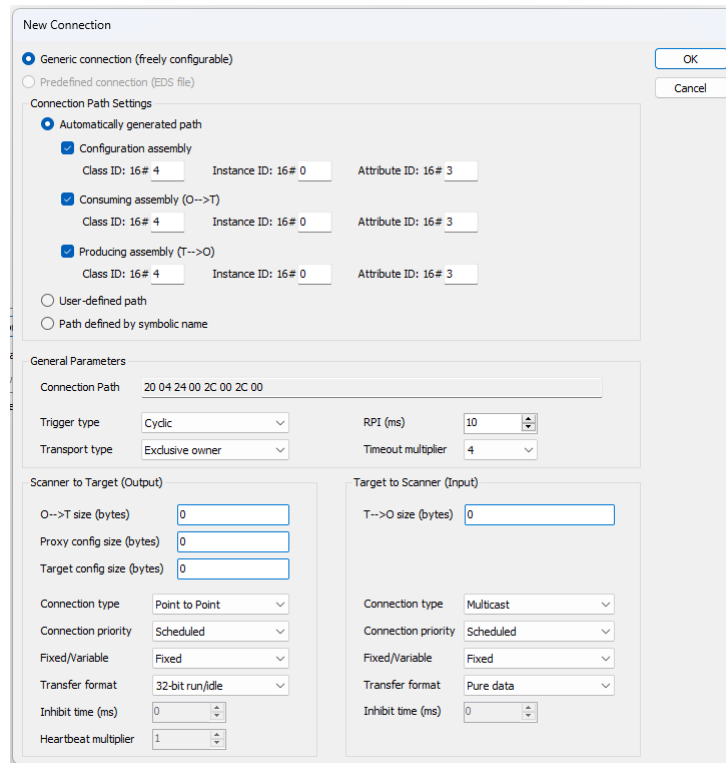 New Connection
Generic connection (freely configurable)
OK
Predefined connection (EDS file)
Cancel
Connection Path Settings
Automatically generated path
Configuration assembly
Class ID: 16# 4 Instance ID: 16# 0 Attribute ID: 16# 3
Consuming assembly (O-->T)
Class ID: 16# 4 Instance ID: 16# 0 Attribute ID: 16# 3
Producing assembly (T-->O)
Class ID: 16# 4 Instance ID: 16# 0 Attribute ID: 16# 3
User-defined path
Path defined by symbolic name
General Parameters
Connection Path 20 04 24 00 2C 00 2C 00
Trigger type Cyclic RPI (ms) 10
Transport type Exclusive owner Timeout multiplier 4
Scanner to Target (Output) Target to Scanner (Input)
O-->T size (bytes) 0 T-->O size (bytes) 0
Proxy config size (bytes) 0
Target config size (bytes) 0
Connection type Point to Point Connection type Multicast
Connection priority Scheduled Connection priority Scheduled
Fixed/Variable Fixed Fixed/Variable Fixed
Transfer format 32-bit run/idle Transfer format Pure data
Inhibit time (ms) 0 Inhibit time (ms) 0
Heartbeat multiplier 1